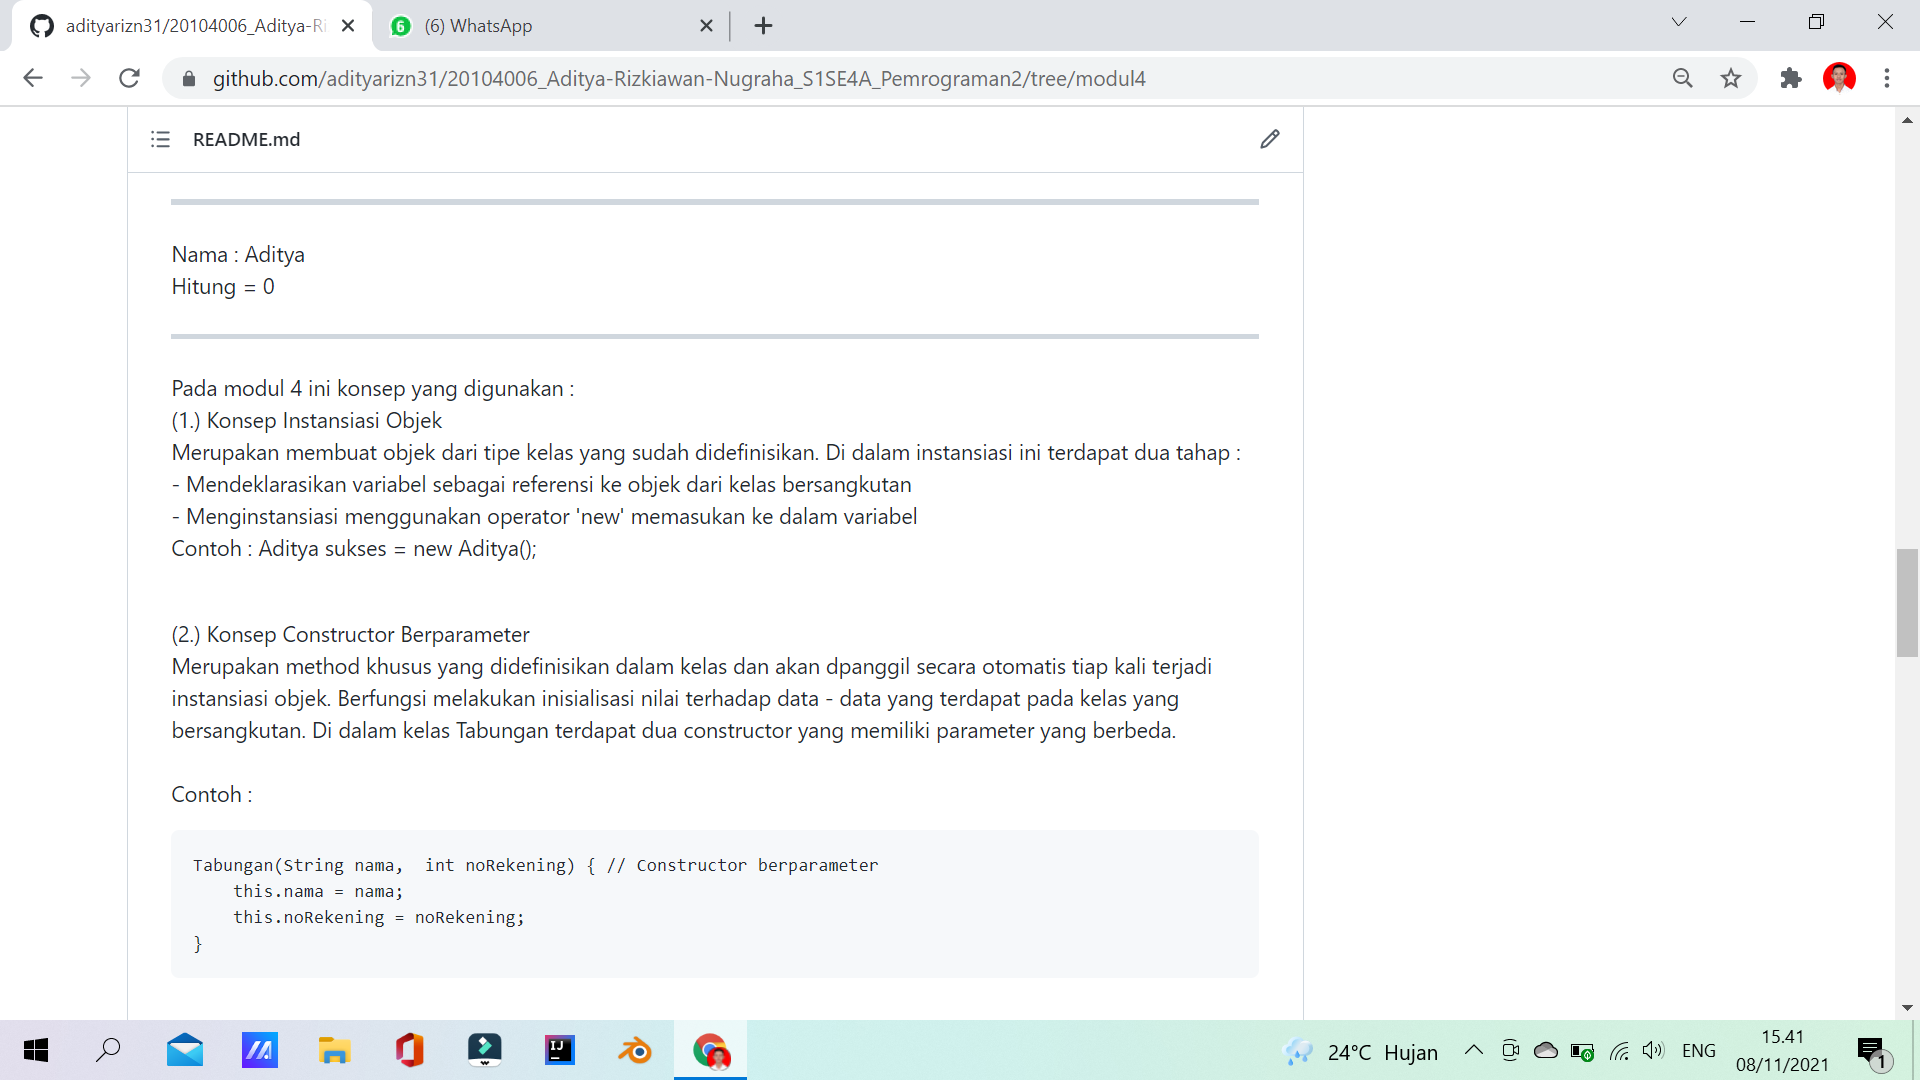 adityarizn31/20104006_Aditya-Ri
(6) WhatsApp
github.com/adityarizn31/20104006_Aditya-Rizkiawan-Nugraha_S1SE4A_Pemrograman2/tree/modul4
README.md
Nama : Aditya
Hitung = 0
Pada modul 4 ini konsep yang digunakan :
(1.) Konsep Instansiasi Objek
Merupakan membuat objek dari tipe kelas yang sudah didefinisikan. Di dalam instansiasi ini terdapat dua tahap :
- Mendeklarasikan variabel sebagai referensi ke objek dari kelas bersangkutan
- Menginstansiasi menggunakan operator 'new' memasukan ke dalam variabel
Contoh : Aditya sukses = new Aditya();
(2.) Konsep Constructor Berparameter
Merupakan method khusus yang didefinisikan dalam kelas dan akan dpanggil secara otomatis tiap kali terjadi
instansiasi objek. Berfungsi melakukan inisialisasi nilai terhadap data - data yang terdapat pada kelas yang
bersangkutan. Di dalam kelas Tabungan terdapat dua constructor yang memiliki parameter yang berbeda.
Contoh :
Tabungan(String nama,  int noRekening) { // Constructor berparameter
    this.nama = nama;
    this.noRekening = noRekening;
}
24°C Hujan
ENG
15.41
08/11/2021
1